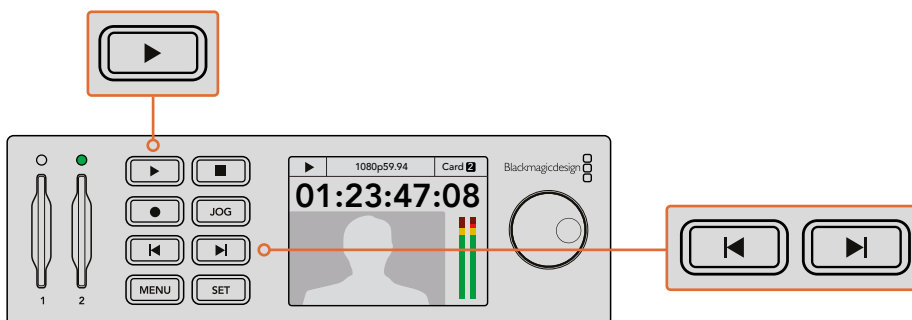 1080p59.94 Card 2
Blackmagicdesign
01:23:47:08
JOG
MENU SET
1 2